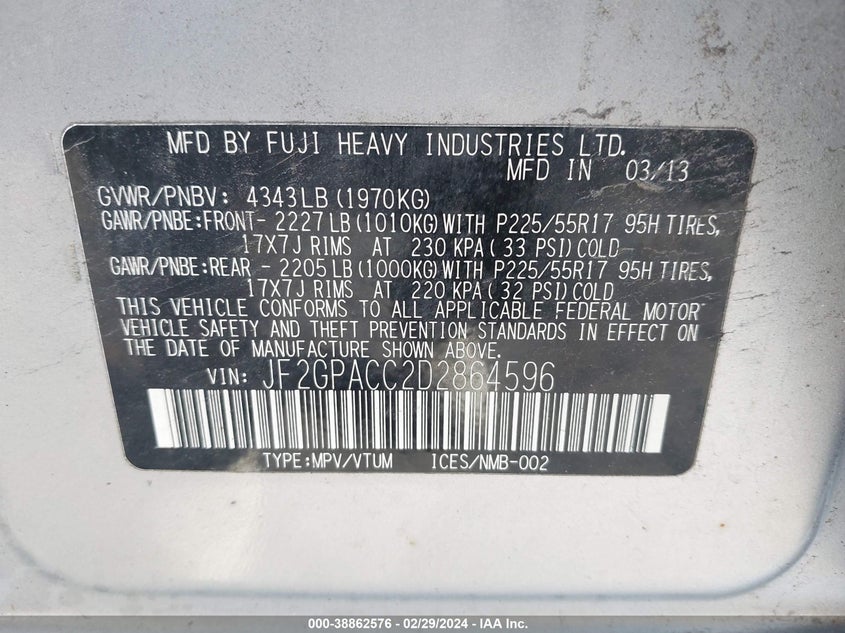 MFD BY FUJI HEAVY INDUSTRIES LTD.
MFD IN 03/13
GVWR/PNBV: 4343LB (1970KG)
GAWR/PNBE:FRONT- 2227LB (1010KG) WITH P225/55R17 95H TIRES,
17X7J RIMS AT 230 KPA (33 PSI) COLD
GAWR/PNBE:REAR - 2205LB (1000KG) WITH P225/55R17 95H TIRES,
17X7J RIMS AT 220 KPA (32 PSI) COLD
THIS VEHICLE CONFORMS TO ALL APPLICABLE FEDERAL MOTOR
VEHICLE SAFETY AND THEFT PREVENTION STANDARDS IN EFFECT ON
THE DATE OF MANUFACTURE SHOWN ABOVE.
VIN: JF2GPACC2D2864596
TYPE:MPV/VTUM ICES/NMB-002
000-38862576 - 02/29/2024 - IAA Inc.